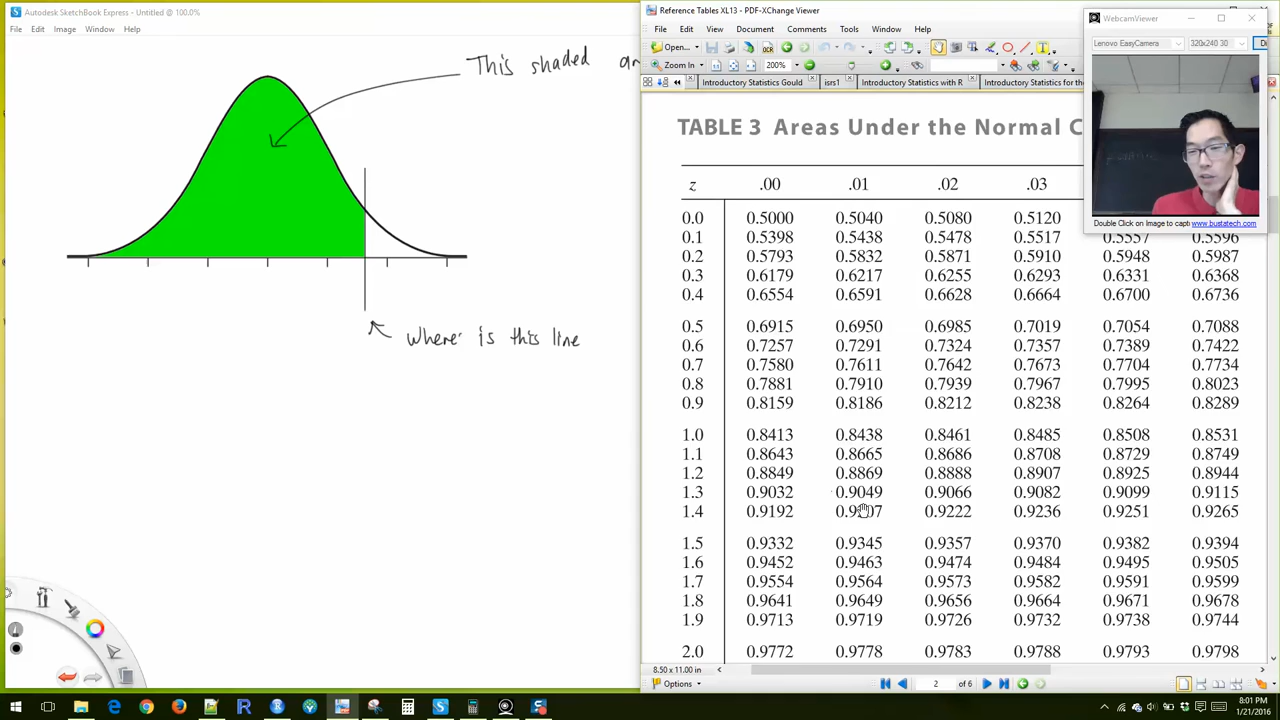 Autodesk SketchBook Express - Untitled @ 100.0%
File Edit Image Window Help
This shaded
where is this line
Reference Tables XL13 - PDF-XChange Viewer
File Edit View Document Comments Tools Window Help
Open...
Zoom In 200%
Introductory Statistics Gould isrs1 Introductory Statistics with R Introductory Statistics for the
TABLE 3 Areas Under the Normal C
z .00 .01 .02 .03
0.0 0.5000 0.5040 0.5080 0.5120
0.1 0.5398 0.5438 0.5478 0.5517 0.5557 0.5596
0.2 0.5793 0.5832 0.5871 0.5910 0.5948 0.5987
0.3 0.6179 0.6217 0.6255 0.6293 0.6331 0.6368
0.4 0.6554 0.6591 0.6628 0.6664 0.6700 0.6736
0.5 0.6915 0.6950 0.6985 0.7019 0.7054 0.7088
0.6 0.7257 0.7291 0.7324 0.7357 0.7389 0.7422
0.7 0.7580 0.7611 0.7642 0.7673 0.7704 0.7734
0.8 0.7881 0.7910 0.7939 0.7967 0.7995 0.8023
0.9 0.8159 0.8186 0.8212 0.8238 0.8264 0.8289
1.0 0.8413 0.8438 0.8461 0.8485 0.8508 0.8531
1.1 0.8643 0.8665 0.8686 0.8708 0.8729 0.8749
1.2 0.8849 0.8869 0.8888 0.8907 0.8925 0.8944
1.3 0.9032 0.9049 0.9066 0.9082 0.9099 0.9115
1.4 0.9192 0.9222 0.9236 0.9251 0.9265
1.5 0.9332 0.9345 0.9357 0.9370 0.9382 0.9394
1.6 0.9452 0.9463 0.9474 0.9484 0.9495 0.9505
1.7 0.9554 0.9564 0.9573 0.9582 0.9591 0.9599
1.8 0.9641 0.9649 0.9656 0.9664 0.9671 0.9678
1.9 0.9713 0.9719 0.9726 0.9732 0.9738 0.9744
2.0 0.9772 0.9778 0.9783 0.9788 0.9793 0.9798
8.50 x 11.00 in
Options 2 of 6
WebcamViewer
Lenovo EasyCamera 320x240 30
Double Click on Image to capt www.bustatech.com
8:01 PM
1/21/2016